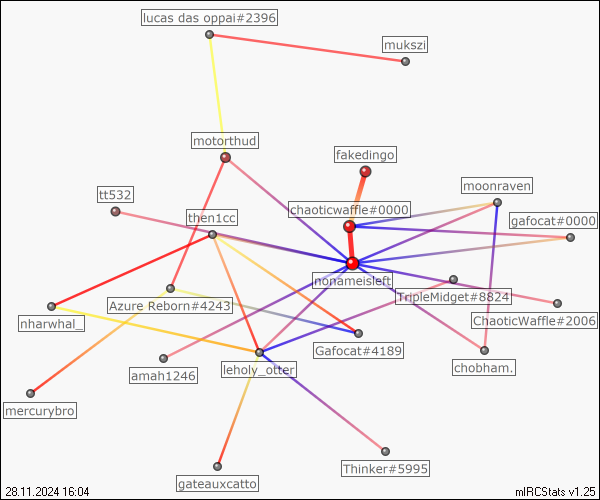 lucas das oppai#2396
mukszi
motorthud
fakedingo
moonraven
tt532
chaoticwaffle#0000
then1cc
gafocat#0000
nonameisleft
TripleMidget#8824
Azure Reborn#4243
nharwhal_
ChaoticWaffle#2006
Gafocat#4189
leholy_otter
chobham.
amah1246
mercurybro
Thinker#5995
gateauxcatto
28.11.2024 16:04
mIRCStats v1.25